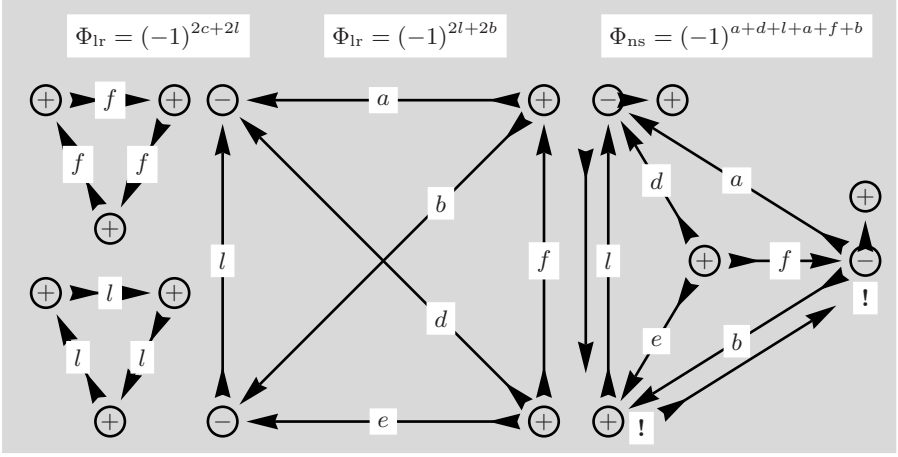 Φ_lr = (−1)^{2c+2l}
Φ_lr = (−1)^{2l+2b}
Φ_ns = (−1)^{a+d+l+a+f+b}
+ f + − a + − +
f f d a
+ b +
l f l + f −
+ l + !
d
l l e b
+ − e + + !